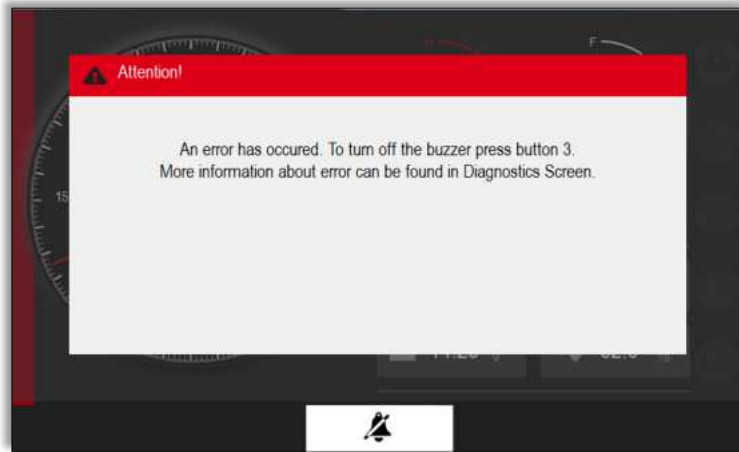 F
Attention!
An error has occured. To turn off the buzzer press button 3.
More information about error can be found in Diagnostics Screen.
15